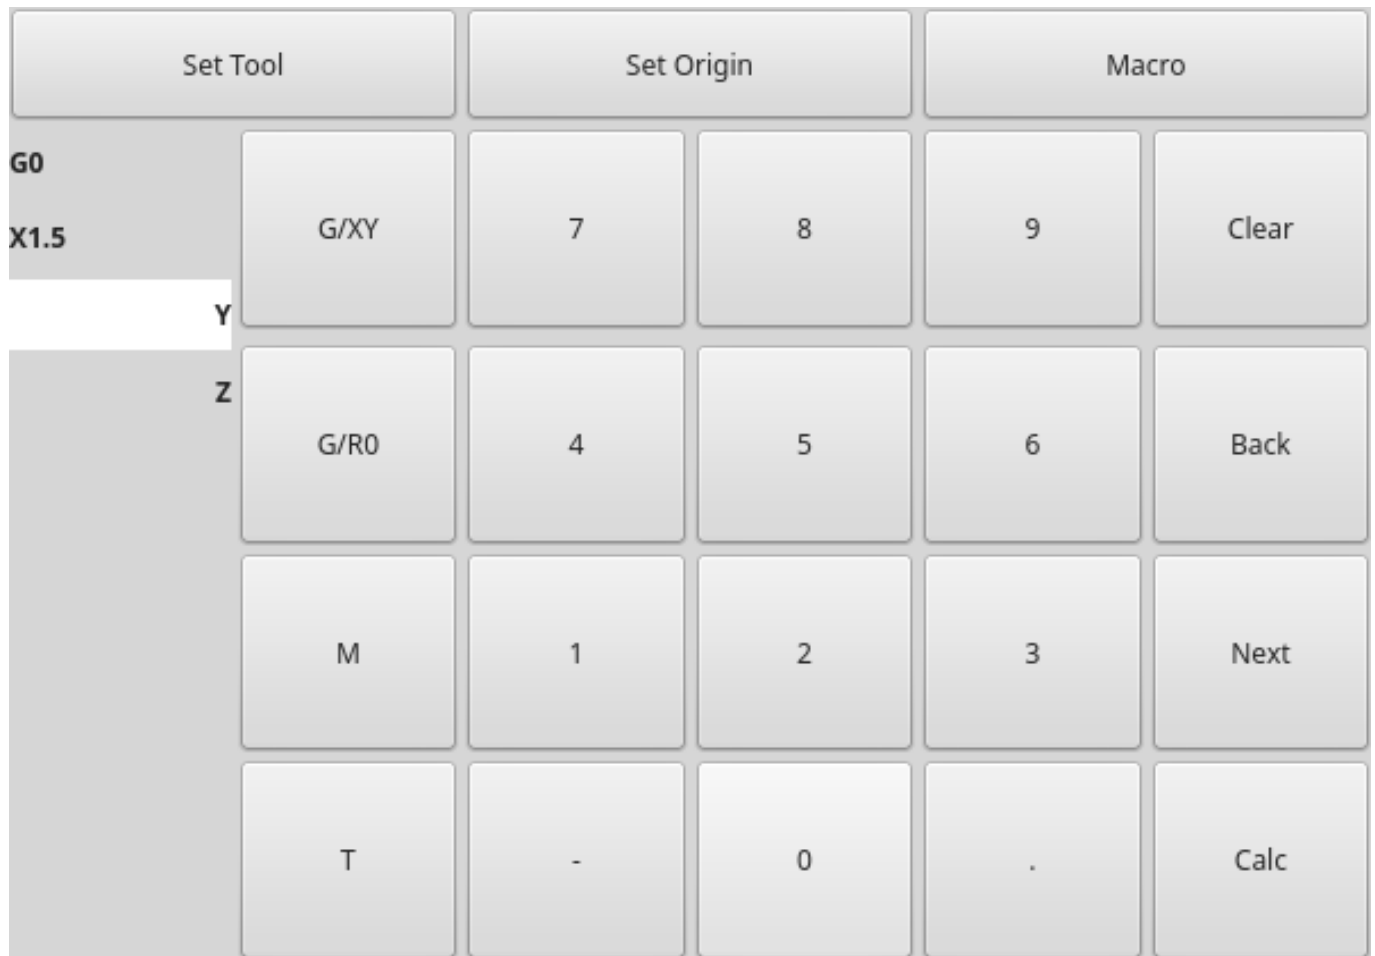 Set Tool Set Origin Macro
G0
X1.5
Y
Z
G/XY 7 8 9 Clear
G/R0 4 5 6 Back
M 1 2 3 Next
T - 0 . Calc